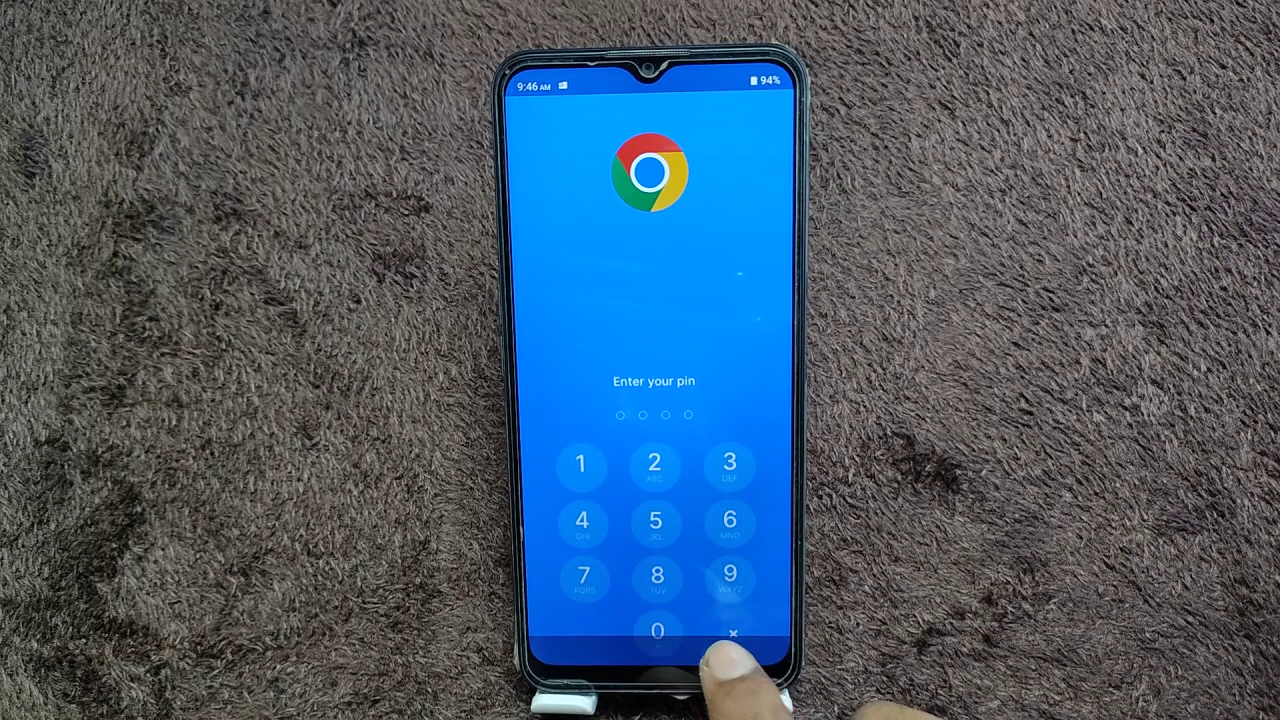 9:46 AM 94%
Enter your pin
1 2 3
ABC DEF
4 5 6
GHI JKL MNO
7 8 9
PQRS TUV WXYZ
0 ×